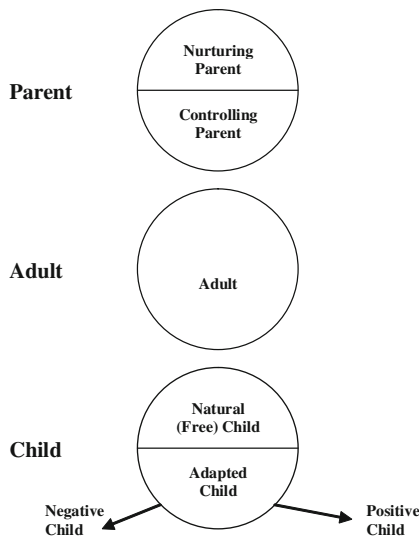 Nurturing
Parent
Parent
Controlling
Parent
Adult
Adult
Natural
(Free) Child
Child
Adapted
Child
Negative
Child
Positive
Child